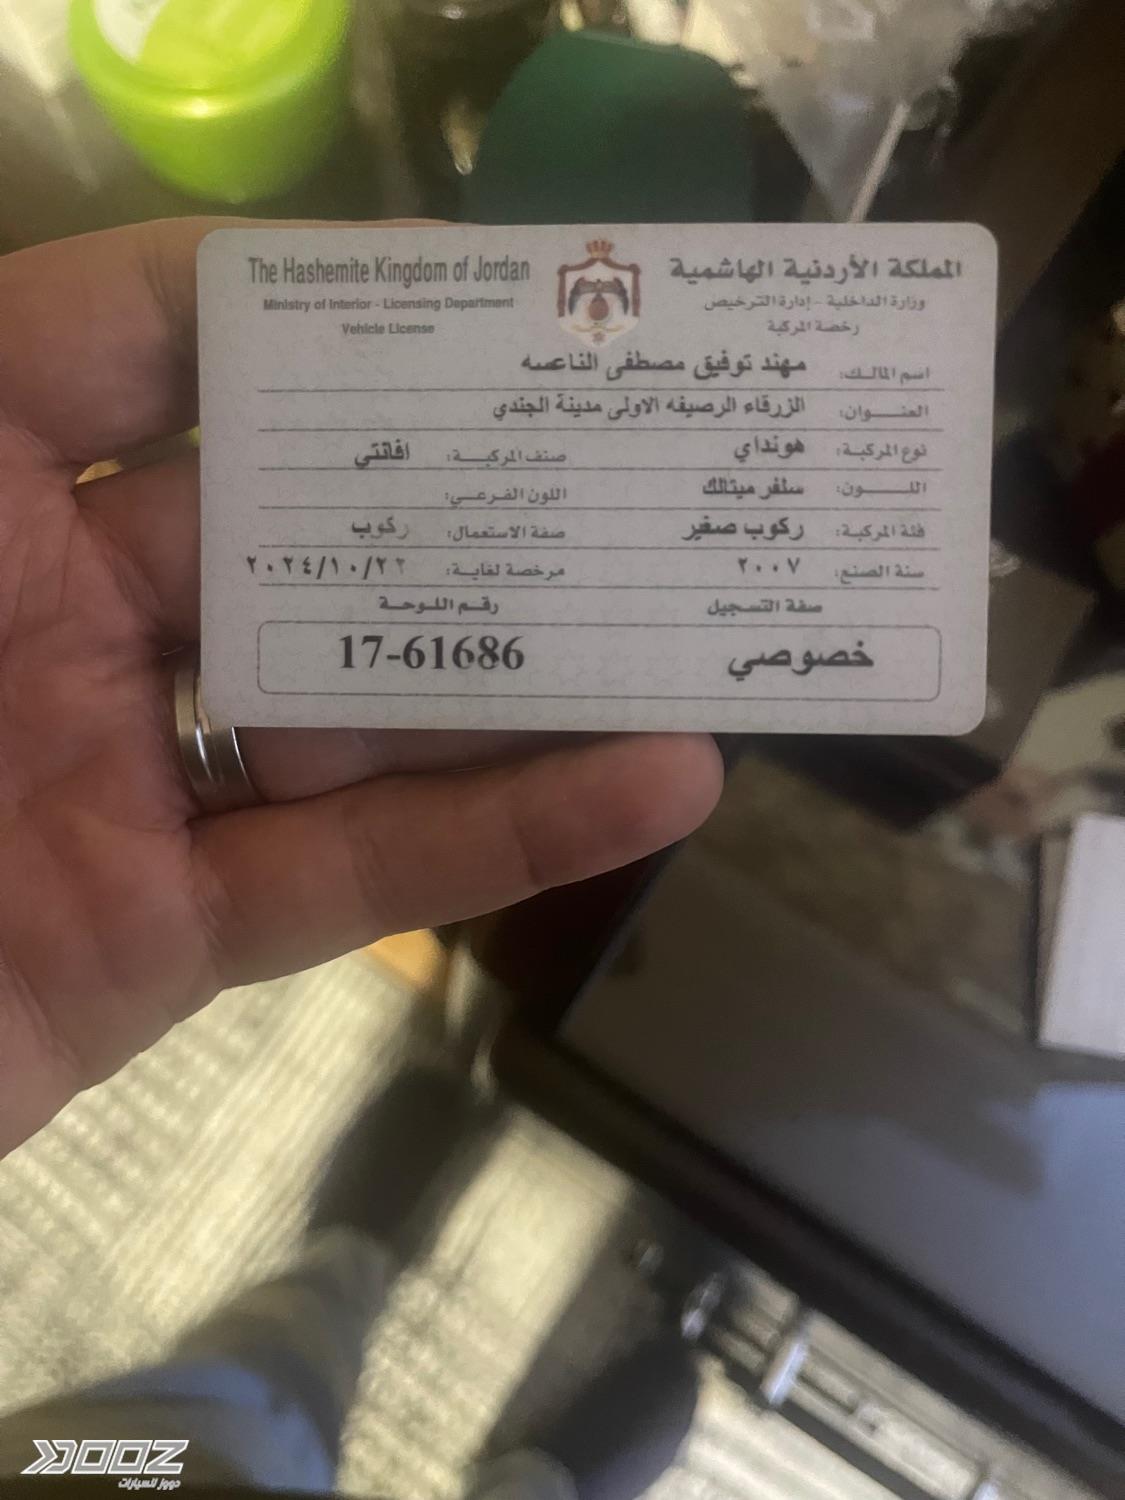 The Hashemite Kingdom of Jordan
Ministry of Interior - Licensing Department
Vehicle License
المملكة الأردنية الهاشمية
وزارة الداخلية - إدارة الترخيص
رخصة المركبة
اسم المالك: مهند توفيق مصطفى الناعسه
العنوان: الزرقاء الرصيفه الاولى مدينة الجندي
نوع المركبة: هونداي صنف المركبة: افانتي
اللون: سلفر ميتالك اللون الفرعي:
فئة المركبة: ركوب صغير صفة الاستعمال: ركوب
سنة الصنع: ٢٠٠٧ مرخصة لغاية: ٢٠٢٤/١٠/٢٢
صفة التسجيل رقم اللوحة
خصوصي 17-61686
DOOZ
دووز للسيارات